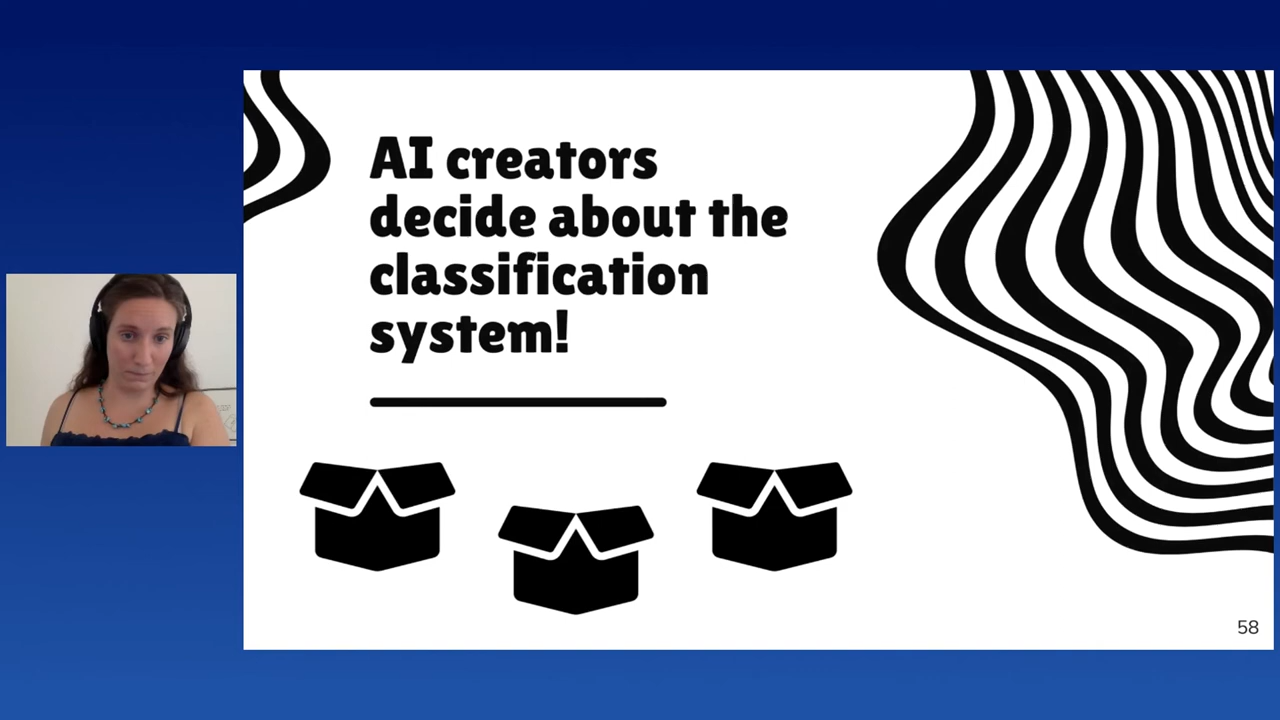 AI creators
decide about the
classification
system!
58